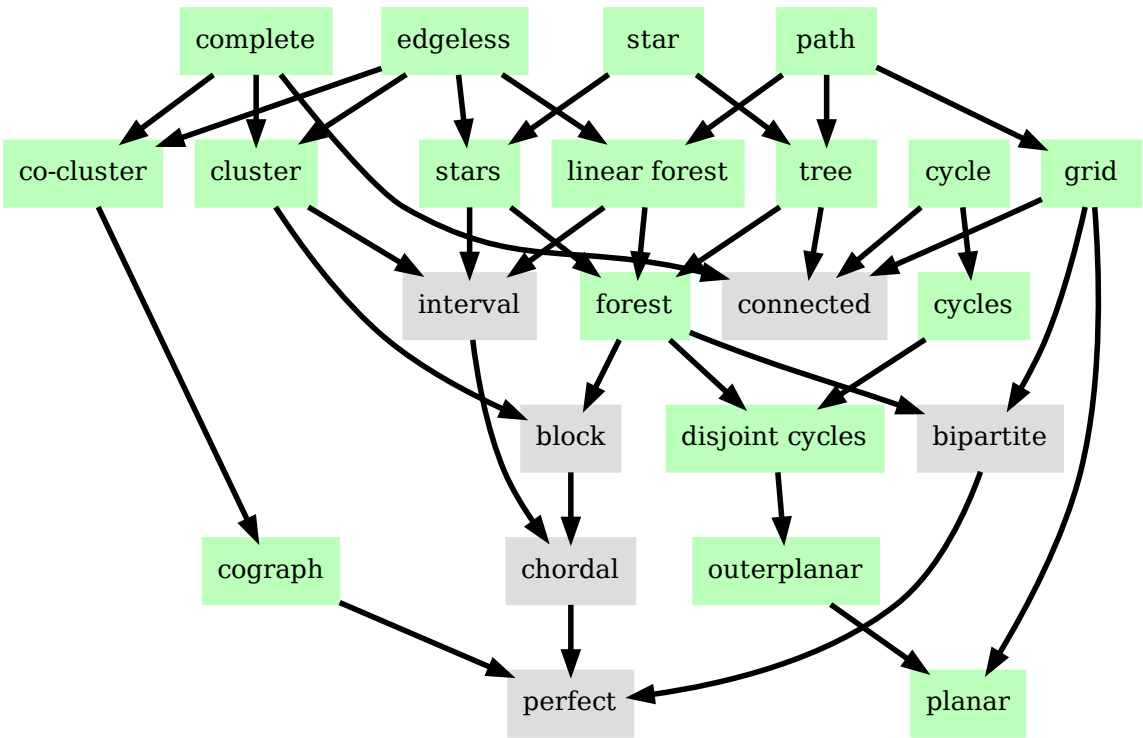 complete
edgeless
star
path
co-cluster
cluster
stars
linear forest
tree
cycle
grid
interval
forest
connected
cycles
block
disjoint cycles
bipartite
cograph
chordal
outerplanar
perfect
planar